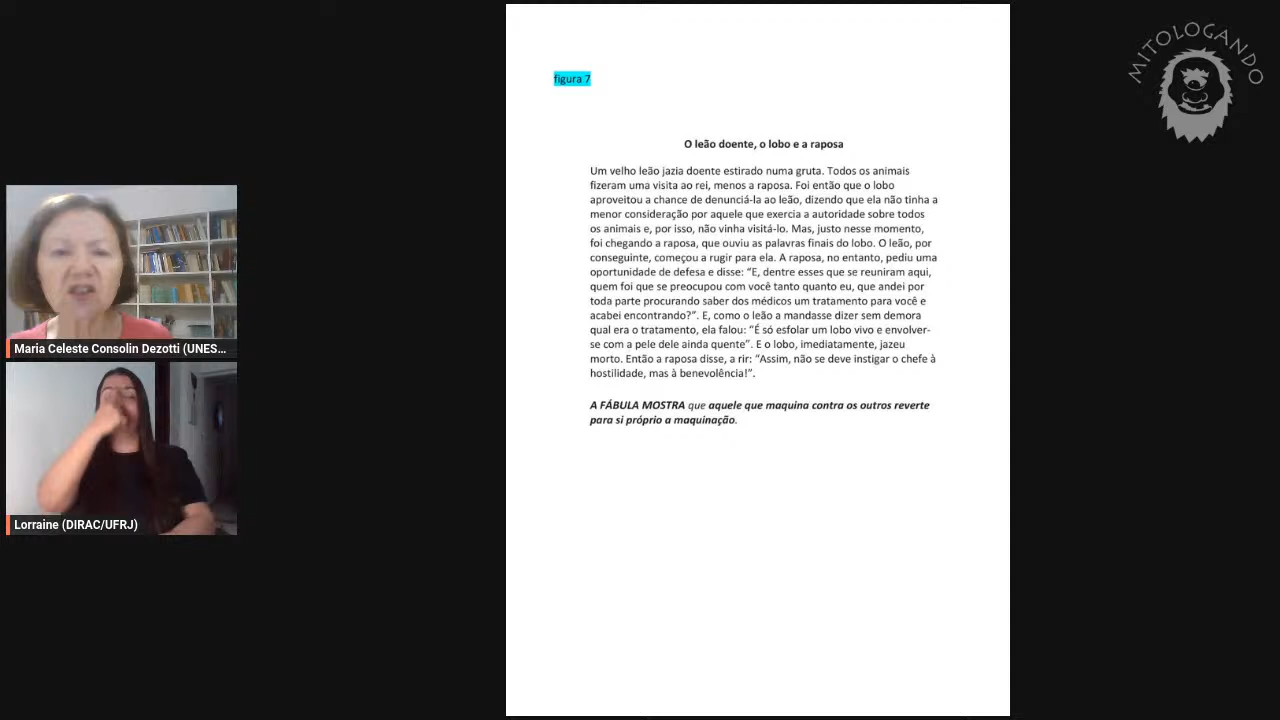 MITOLOGANDO
figura 7
O leão doente, o lobo e a raposa
Um velho leão jazia doente estirado numa gruta. Todos os animais
fizeram uma visita ao rei, menos a raposa. Foi então que o lobo
aproveitou a chance de denunciá-la ao leão, dizendo que ela não tinha a
menor consideração por aquele que exercia a autoridade sobre todos
os animais e, por isso, não vinha visitá-lo. Mas, justo nesse momento,
foi chegando a raposa, que ouviu as palavras finais do lobo. O leão, por
conseguinte, começou a rugir para ela. A raposa, no entanto, pediu uma
oportunidade de defesa e disse: “E, dentre esses que se reuniram aqui,
quem foi que se preocupou com você tanto quanto eu, que andei por
toda parte procurando saber dos médicos um tratamento para você e
acabei encontrando?”. E, como o leão a mandasse dizer sem demora
qual era o tratamento, ela falou: “É só esfolar um lobo vivo e envolver-
se com a pele dele ainda quente”. E o lobo, imediatamente, jazeu
morto. Então a raposa disse, a rir: “Assim, não se deve instigar o chefe à
hostilidade, mas à benevolência!”.
A FÁBULA MOSTRA que aquele que maquina contra os outros reverte
para si próprio a maquinação.
Maria Celeste Consolin Dezotti (UNES...
Lorraine (DIRAC/UFRJ)